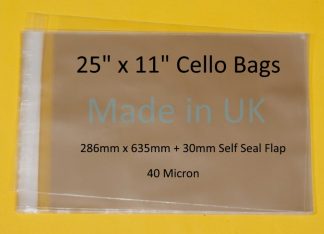 25" x 11" Cello Bags
Made in UK
286mm x 635mm + 30mm Self Seal Flap
40 Micron